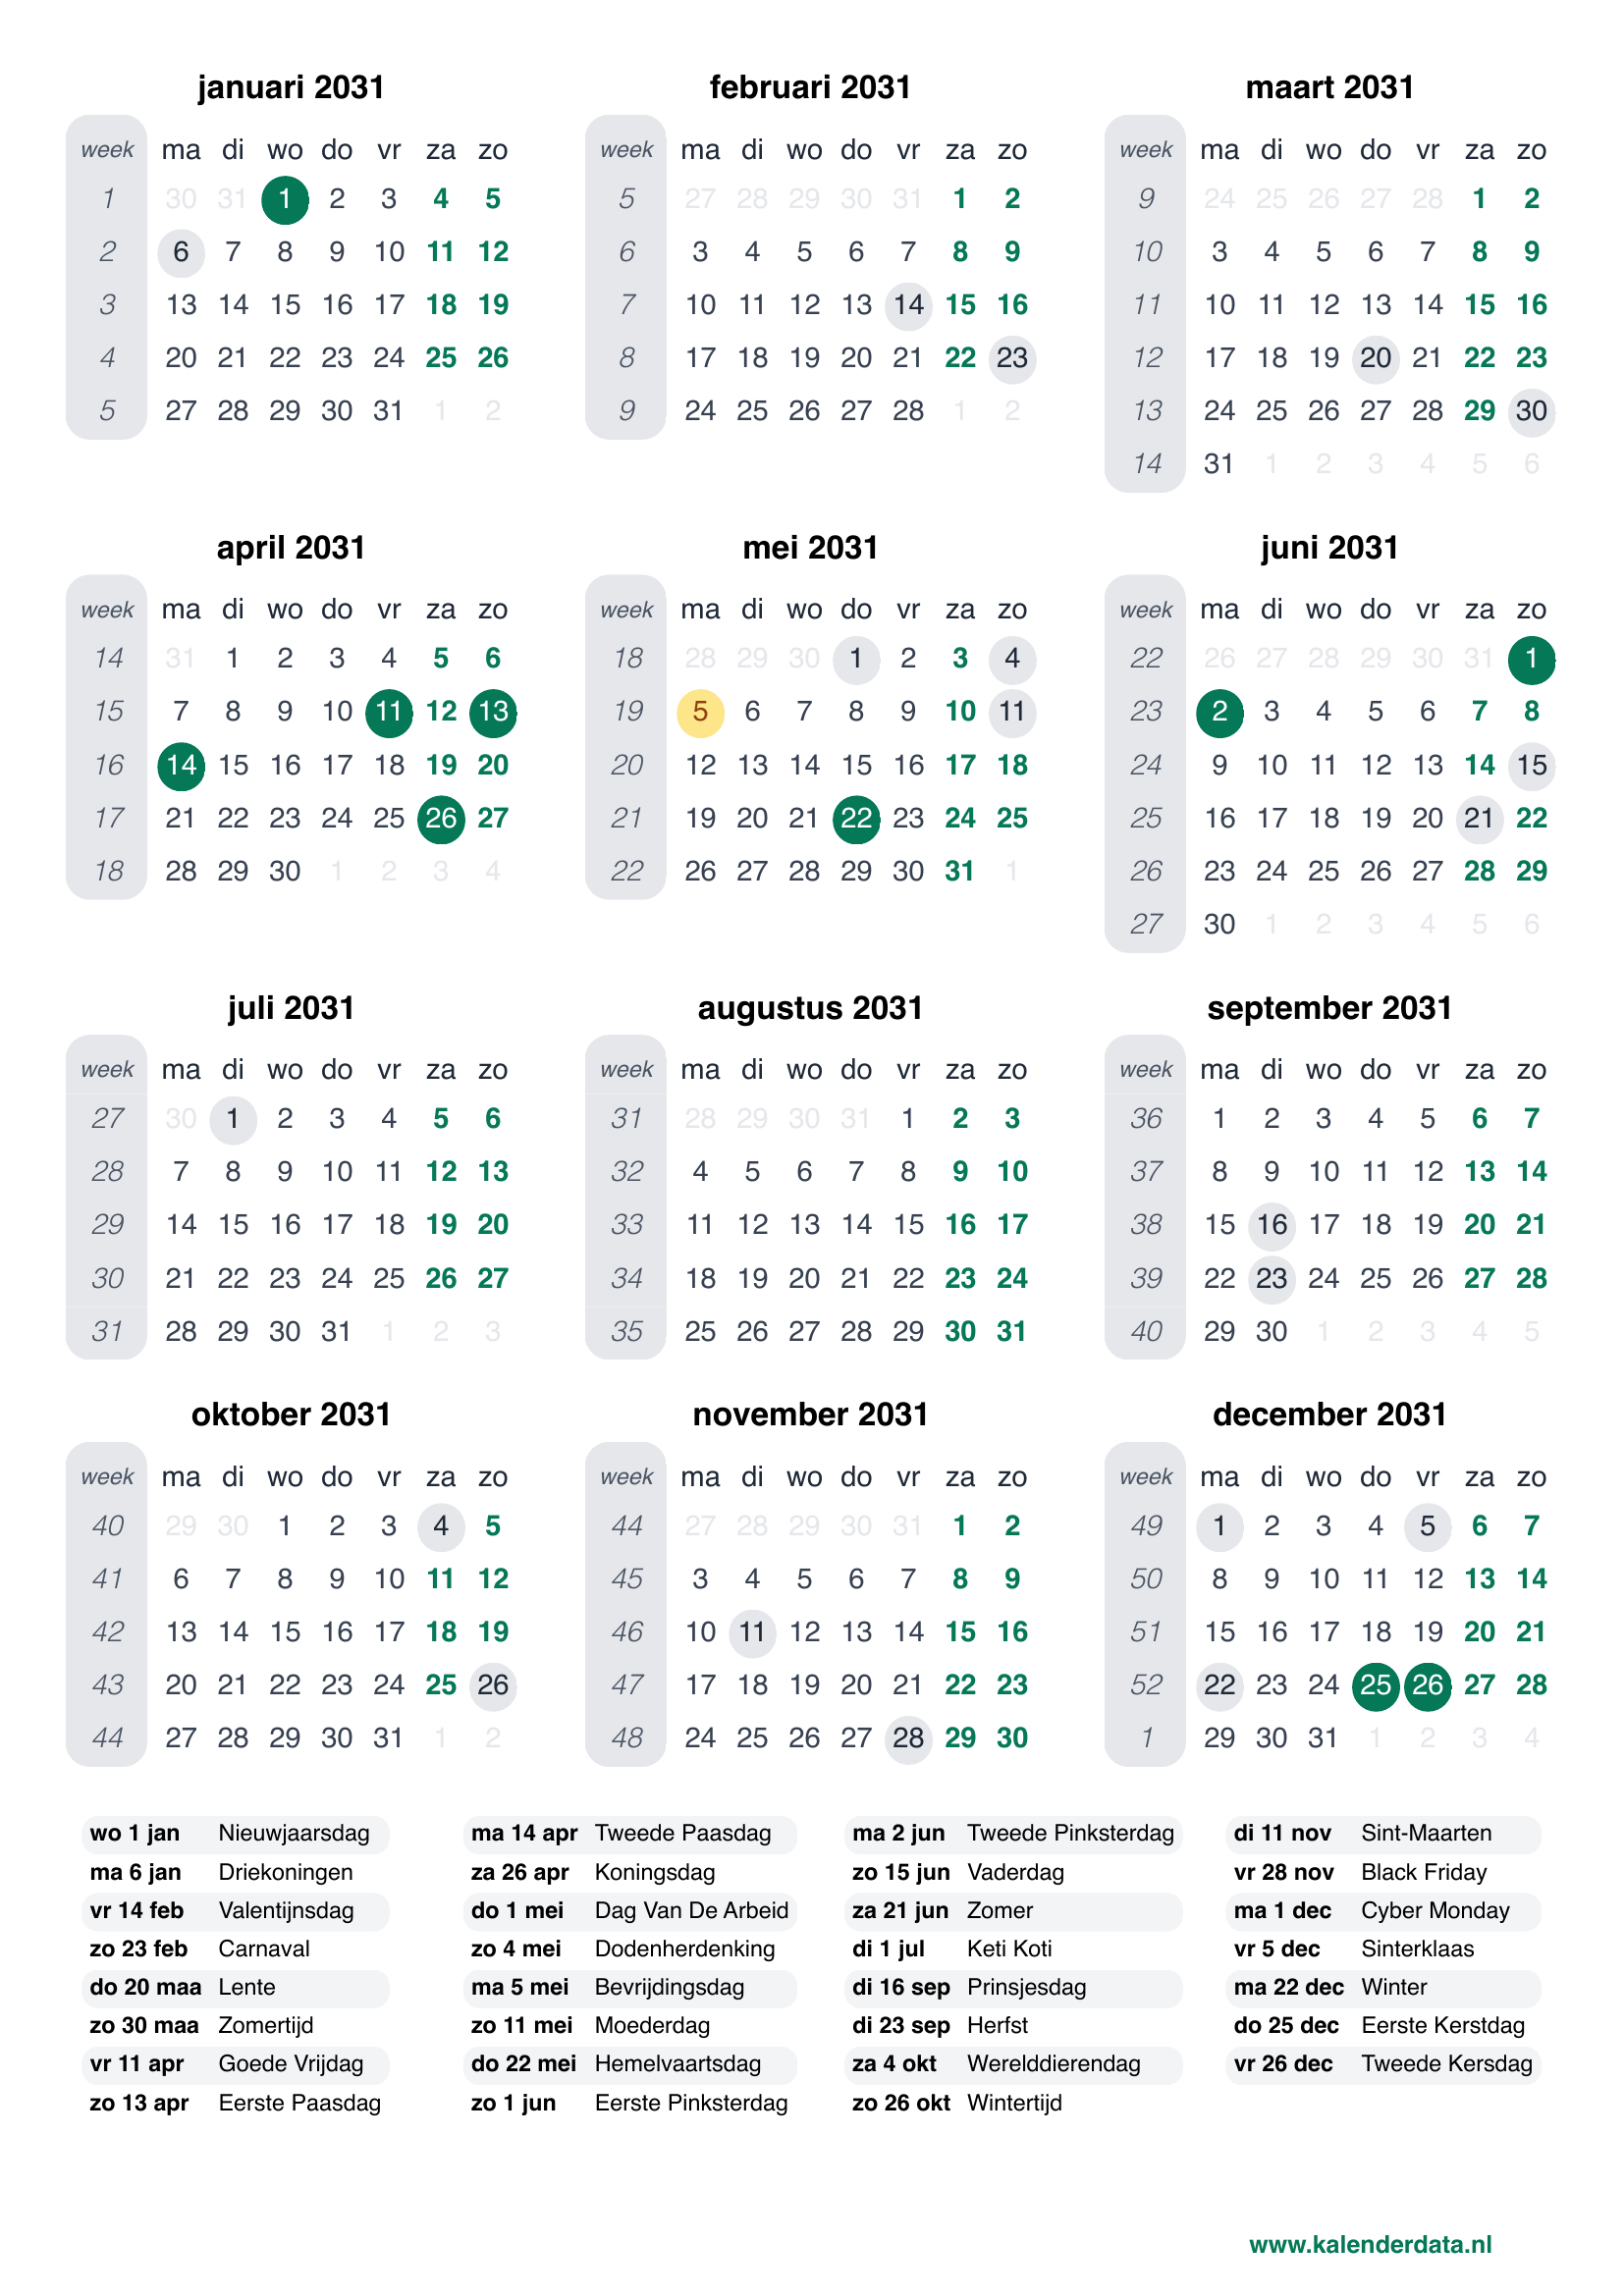 januari 2031
week ma di wo do vr za zo
1 30 31 1 2 3 4 5
2 6 7 8 9 10 11 12
3 13 14 15 16 17 18 19
4 20 21 22 23 24 25 26
5 27 28 29 30 31 1 2
februari 2031
week ma di wo do vr za zo
5 27 28 29 30 31 1 2
6 3 4 5 6 7 8 9
7 10 11 12 13 14 15 16
8 17 18 19 20 21 22 23
9 24 25 26 27 28 1 2
maart 2031
week ma di wo do vr za zo
9 24 25 26 27 28 1 2
10 3 4 5 6 7 8 9
11 10 11 12 13 14 15 16
12 17 18 19 20 21 22 23
13 24 25 26 27 28 29 30
14 31 1 2 3 4 5 6
april 2031
week ma di wo do vr za zo
14 31 1 2 3 4 5 6
15 7 8 9 10 11 12 13
16 14 15 16 17 18 19 20
17 21 22 23 24 25 26 27
18 28 29 30 1 2 3 4
mei 2031
week ma di wo do vr za zo
18 28 29 30 1 2 3 4
19 5 6 7 8 9 10 11
20 12 13 14 15 16 17 18
21 19 20 21 22 23 24 25
22 26 27 28 29 30 31 1
juni 2031
week ma di wo do vr za zo
22 26 27 28 29 30 31 1
23 2 3 4 5 6 7 8
24 9 10 11 12 13 14 15
25 16 17 18 19 20 21 22
26 23 24 25 26 27 28 29
27 30 1 2 3 4 5 6
juli 2031
week ma di wo do vr za zo
27 30 1 2 3 4 5 6
28 7 8 9 10 11 12 13
29 14 15 16 17 18 19 20
30 21 22 23 24 25 26 27
31 28 29 30 31 1 2 3
augustus 2031
week ma di wo do vr za zo
31 28 29 30 31 1 2 3
32 4 5 6 7 8 9 10
33 11 12 13 14 15 16 17
34 18 19 20 21 22 23 24
35 25 26 27 28 29 30 31
september 2031
week ma di wo do vr za zo
36 1 2 3 4 5 6 7
37 8 9 10 11 12 13 14
38 15 16 17 18 19 20 21
39 22 23 24 25 26 27 28
40 29 30 1 2 3 4 5
oktober 2031
week ma di wo do vr za zo
40 29 30 1 2 3 4 5
41 6 7 8 9 10 11 12
42 13 14 15 16 17 18 19
43 20 21 22 23 24 25 26
44 27 28 29 30 31 1 2
november 2031
week ma di wo do vr za zo
44 27 28 29 30 31 1 2
45 3 4 5 6 7 8 9
46 10 11 12 13 14 15 16
47 17 18 19 20 21 22 23
48 24 25 26 27 28 29 30
december 2031
week ma di wo do vr za zo
49 1 2 3 4 5 6 7
50 8 9 10 11 12 13 14
51 15 16 17 18 19 20 21
52 22 23 24 25 26 27 28
1 29 30 31 1 2 3 4
wo 1 jan Nieuwjaarsdag
ma 6 jan Driekoningen
vr 14 feb Valentijnsdag
zo 23 feb Carnaval
do 20 maa Lente
zo 30 maa Zomertijd
vr 11 apr Goede Vrijdag
zo 13 apr Eerste Paasdag
ma 14 apr Tweede Paasdag
za 26 apr Koningsdag
do 1 mei Dag Van De Arbeid
zo 4 mei Dodenherdenking
ma 5 mei Bevrijdingsdag
zo 11 mei Moederdag
do 22 mei Hemelvaartsdag
zo 1 jun Eerste Pinksterdag
ma 2 jun Tweede Pinksterdag
zo 15 jun Vaderdag
za 21 jun Zomer
di 1 jul Keti Koti
di 16 sep Prinsjesdag
di 23 sep Herfst
za 4 okt Werelddierendag
zo 26 okt Wintertijd
di 11 nov Sint-Maarten
vr 28 nov Black Friday
ma 1 dec Cyber Monday
vr 5 dec Sinterklaas
ma 22 dec Winter
do 25 dec Eerste Kerstdag
vr 26 dec Tweede Kersdag
www.kalenderdata.nl